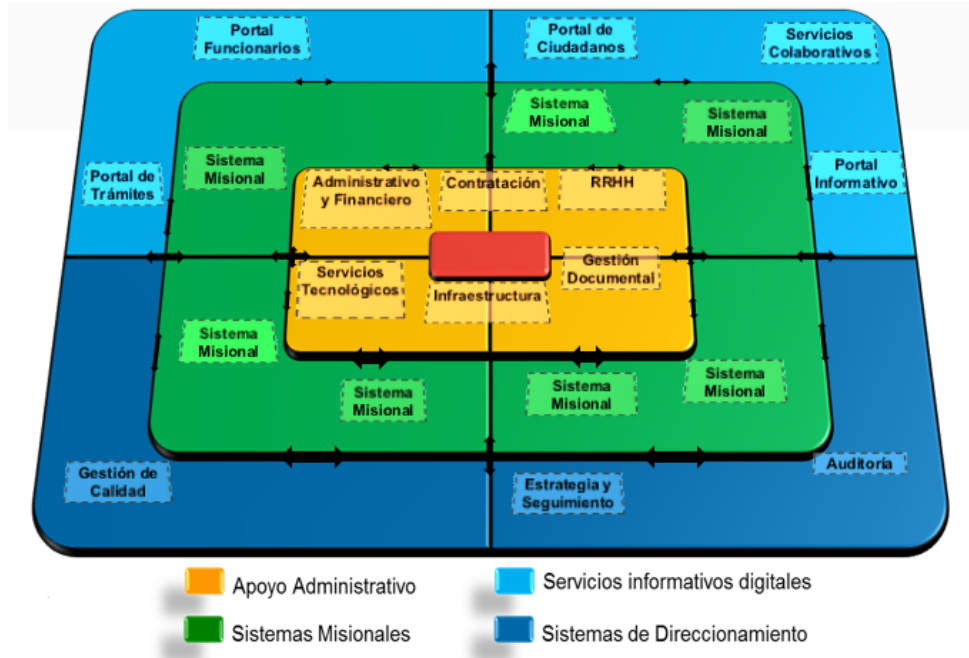 Portal
Funcionarios
Portal de
Ciudadanos
Servicios
Colaborativos
Sistema
Misional
Sistema
Misional
Sistema
Misional
Portal de
Trámites
Portal
Informativo
Administrativo
y Financiero
Contratación
RRHH
Servicios
Tecnológicos
Infraestructura
Gestión
Documental
Sistema
Misional
Sistema
Misional
Sistema
Misional
Sistema
Misional
Gestión de
Calidad
Estrategia y
Seguimiento
Auditoría
Apoyo Administrativo
Servicios informativos digitales
Sistemas Misionales
Sistemas de Direccionamiento